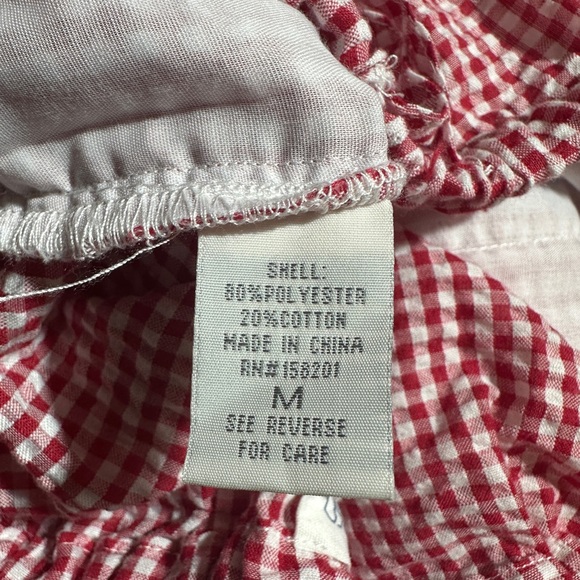 SHELL:
80%POLYESTER
20%COTTON
MADE IN CHINA
RN#158201
M
SEE REVERSE
FOR CARE